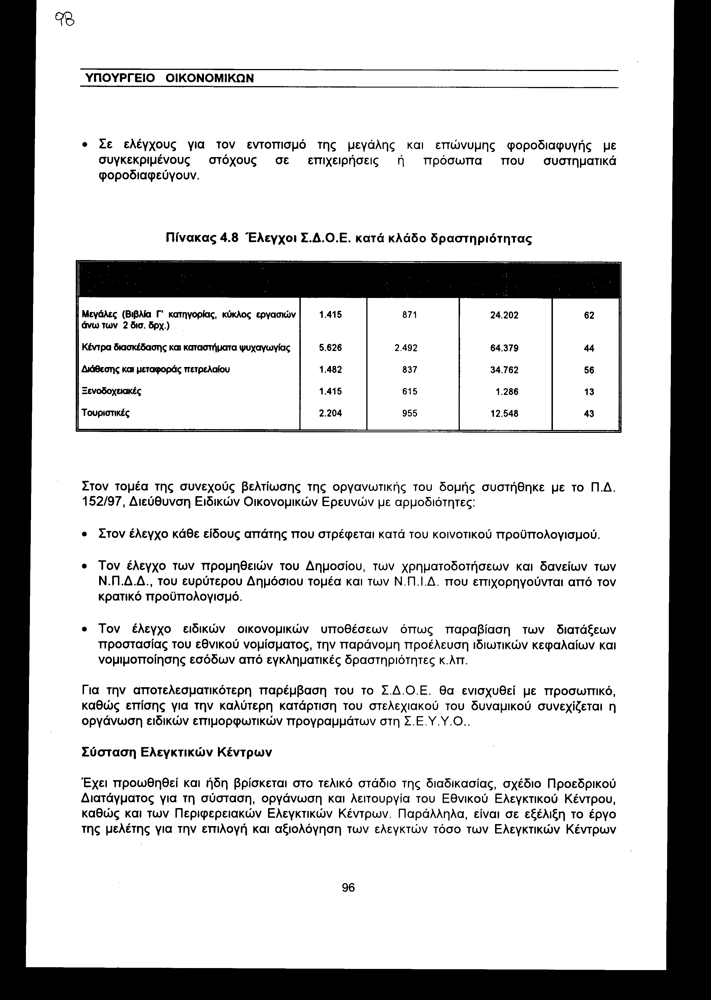 98
ΥΠΟΥΡΓΕΙΟ ΟΙΚΟΝΟΜΙΚΩΝ
• Σε ελέγχους για τον εντοπισμό της μεγάλης και επώνυμης φοροδιαφυγής με
συγκεκριμένους στόχους σε επιχειρήσεις ή πρόσωπα που συστηματικά
φοροδιαφεύγουν.
Πίνακας 4.8 Έλεγχοι Σ.Δ.Ο.Ε. κατά κλάδο δραστηριότητας
Μεγάλες (Βιβλία Γ' κατηγορίας, κύκλος εργασιών 1.415 871 24.202 62
άνω των 2 δισ. δρχ.)
Κέντρα διασκέδασης και καταστήματα ψυχαγωγίας 5.626 2.492 64.379 44
Διάθεσης και μεταφοράς πετρελαίου 1.482 837 34.762 56
Ξενοδοχειακές 1.415 615 1.286 13
Τουριστικές 2.204 955 12.548 43
Στον τομέα της συνεχούς βελτίωσης της οργανωτικής του δομής συστήθηκε με το Π.Δ.
152/97, Διεύθυνση Ειδικών Οικονομικών Ερευνών με αρμοδιότητες:
• Στον έλεγχο κάθε είδους απάτης που στρέφεται κατά του κοινοτικού προϋπολογισμού.
• Τον έλεγχο των προμηθειών του Δημοσίου, των χρηματοδοτήσεων και δανείων των
Ν.Π.Δ.Δ., του ευρύτερου Δημόσιου τομέα και των Ν.Π.Ι.Δ. που επιχορηγούνται από τον
κρατικό προϋπολογισμό.
• Τον έλεγχο ειδικών οικονομικών υποθέσεων όπως παραβίαση των διατάξεων
προστασίας του εθνικού νομίσματος, την παράνομη προέλευση ιδιωτικών κεφαλαίων και
νομιμοποίησης εσόδων από εγκληματικές δραστηριότητες κ.λπ.
Για την αποτελεσματικότερη παρέμβαση του το Σ.Δ.Ο.Ε. θα ενισχυθεί με προσωπικό,
καθώς επίσης για την καλύτερη κατάρτιση του στελεχιακού του δυναμικού συνεχίζεται η
οργάνωση ειδικών επιμορφωτικών προγραμμάτων στη Σ.Ε.Υ.Υ.Ο..
Σύσταση Ελεγκτικών Κέντρων
Έχει προωθηθεί και ήδη βρίσκεται στο τελικό στάδιο της διαδικασίας, σχέδιο Προεδρικού
Διατάγματος για τη σύσταση, οργάνωση και λειτουργία του Εθνικού Ελεγκτικού Κέντρου,
καθώς και των Περιφερειακών Ελεγκτικών Κέντρων. Παράλληλα, είναι σε εξέλιξη το έργο
της μελέτης για την επιλογή και αξιολόγηση των ελεγκτών τόσο των Ελεγκτικών Κέντρων
96